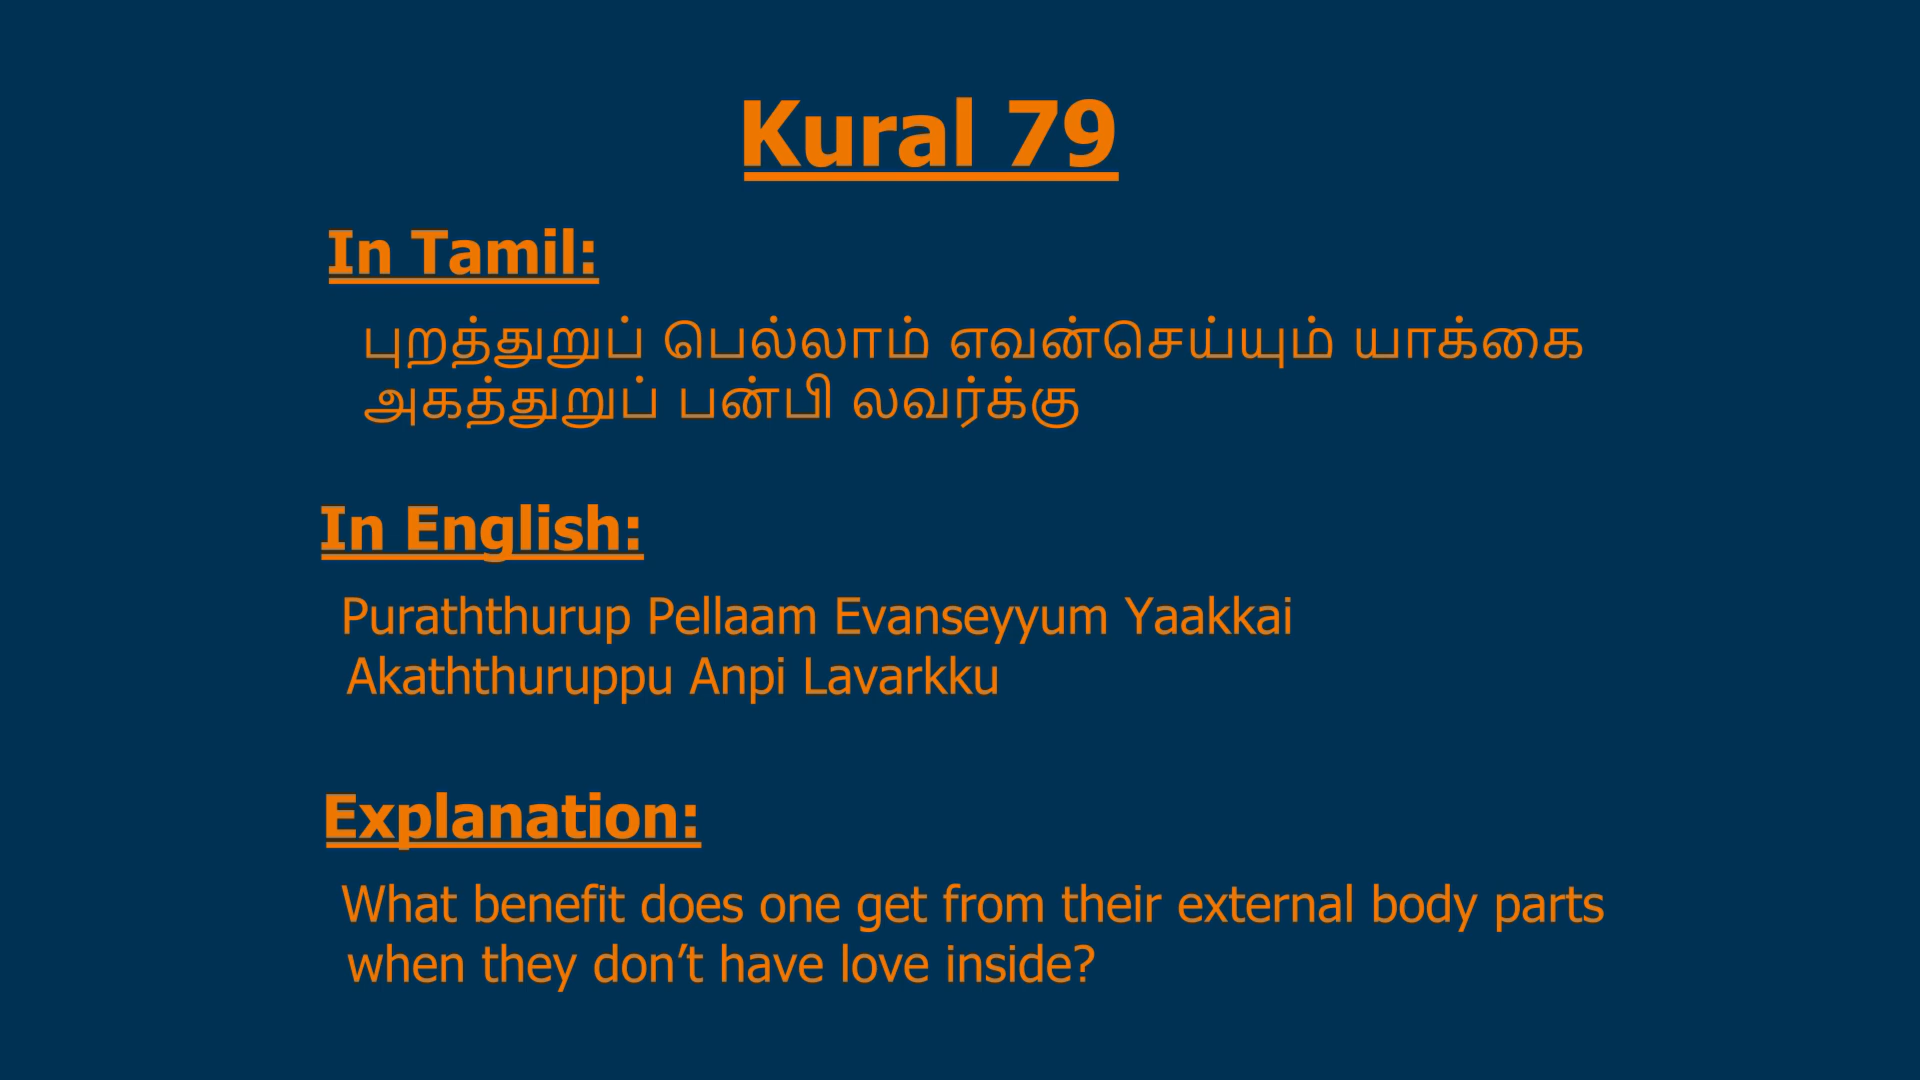 Kural 79
In Tamil:
புறத்துறுப் பெல்லாம் எவன்செய்யும் யாக்கை
அகத்துறுப் பன்பி லவர்க்கு
In English:
Puraththurup Pellaam Evanseyyum Yaakkai
Akaththuruppu Anpi Lavarkku
Explanation:
What benefit does one get from their external body parts
when they don’t have love inside?